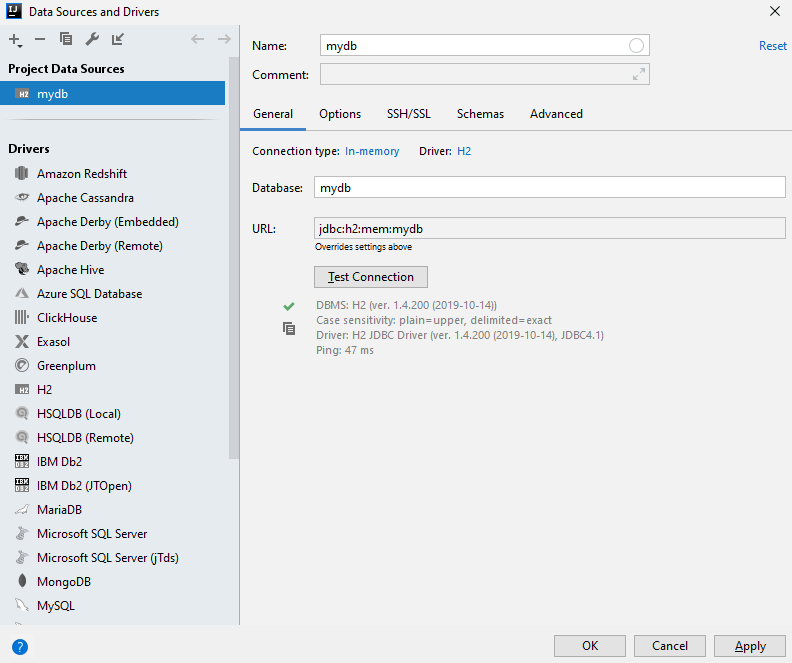 Data Sources and Drivers
Project Data Sources
mydb
Drivers
Amazon Redshift
Apache Cassandra
Apache Derby (Embedded)
Apache Derby (Remote)
Apache Hive
Azure SQL Database
ClickHouse
Exasol
Greenplum
H2
HSQLDB (Local)
HSQLDB (Remote)
IBM Db2
IBM Db2 (JTOpen)
MariaDB
Microsoft SQL Server
Microsoft SQL Server (jTds)
MongoDB
MySQL
Name: mydb Reset
Comment:
General Options SSH/SSL Schemas Advanced
Connection type: In-memory Driver: H2
Database: mydb
URL: jdbc:h2:mem:mydb
Overrides settings above
Test Connection
DBMS: H2 (ver. 1.4.200 (2019-10-14))
Case sensitivity: plain=upper, delimited=exact
Driver: H2 JDBC Driver (ver. 1.4.200 (2019-10-14), JDBC4.1)
Ping: 47 ms
? OK Cancel Apply